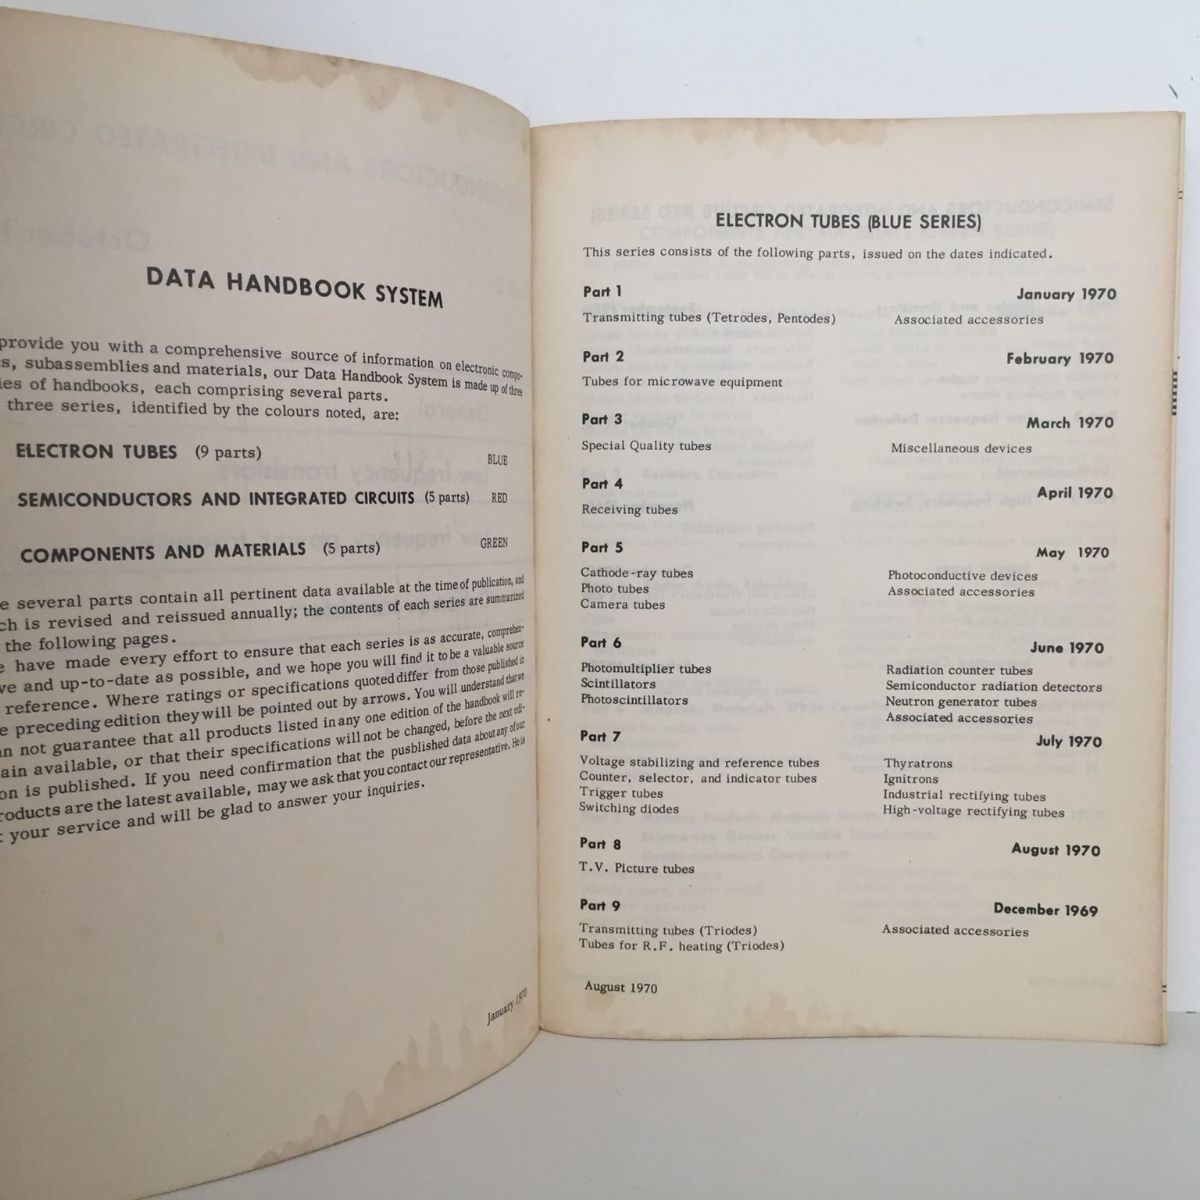 DATA HANDBOOK SYSTEM
provide you with a comprehensive source of information on electronic compo-
s, subassemblies and materials, our Data Handbook System is made up of three
ies of handbooks, each comprising several parts.
three series, identified by the colours noted, are:
ELECTRON TUBES (9 parts) BLUE
SEMICONDUCTORS AND INTEGRATED CIRCUITS (5 parts) RED
COMPONENTS AND MATERIALS (5 parts) GREEN
e several parts contain all pertinent data available at the time of publication, and
ch is revised and reissued annually; the contents of each series are summarized
the following pages.
e have made every effort to ensure that each series is as accurate, comprehen-
ve and up-to-date as possible, and we hope you will find it to be a valuable source
reference. Where ratings or specifications quoted differ from those published in
e preceding edition they will be pointed out by arrows. You will understand that we
an not guarantee that all products listed in any one edition of the handbook will re-
ain available, or that their specifications will not be changed, before the next edi-
on is published. If you need confirmation that the pusblished data about any of our
roducts are the latest available, may we ask that you contact our representative. He is
t your service and will be glad to answer your inquiries.
January 1970
ELECTRON TUBES (BLUE SERIES)
This series consists of the following parts, issued on the dates indicated.
Part 1 January 1970
Transmitting tubes (Tetrodes, Pentodes) Associated accessories
Part 2 February 1970
Tubes for microwave equipment
Part 3 March 1970
Special Quality tubes Miscellaneous devices
Part 4 April 1970
Receiving tubes
Part 5 May 1970
Cathode-ray tubes Photoconductive devices
Photo tubes Associated accessories
Camera tubes
Part 6 June 1970
Photomultiplier tubes Radiation counter tubes
Scintillators Semiconductor radiation detectors
Photoscintillators Neutron generator tubes
Associated accessories
Part 7 July 1970
Voltage stabilizing and reference tubes Thyratrons
Counter, selector, and indicator tubes Ignitrons
Trigger tubes Industrial rectifying tubes
Switching diodes High-voltage rectifying tubes
Part 8 August 1970
T.V. Picture tubes
Part 9 December 1969
Transmitting tubes (Triodes) Associated accessories
Tubes for R.F. heating (Triodes)
August 1970